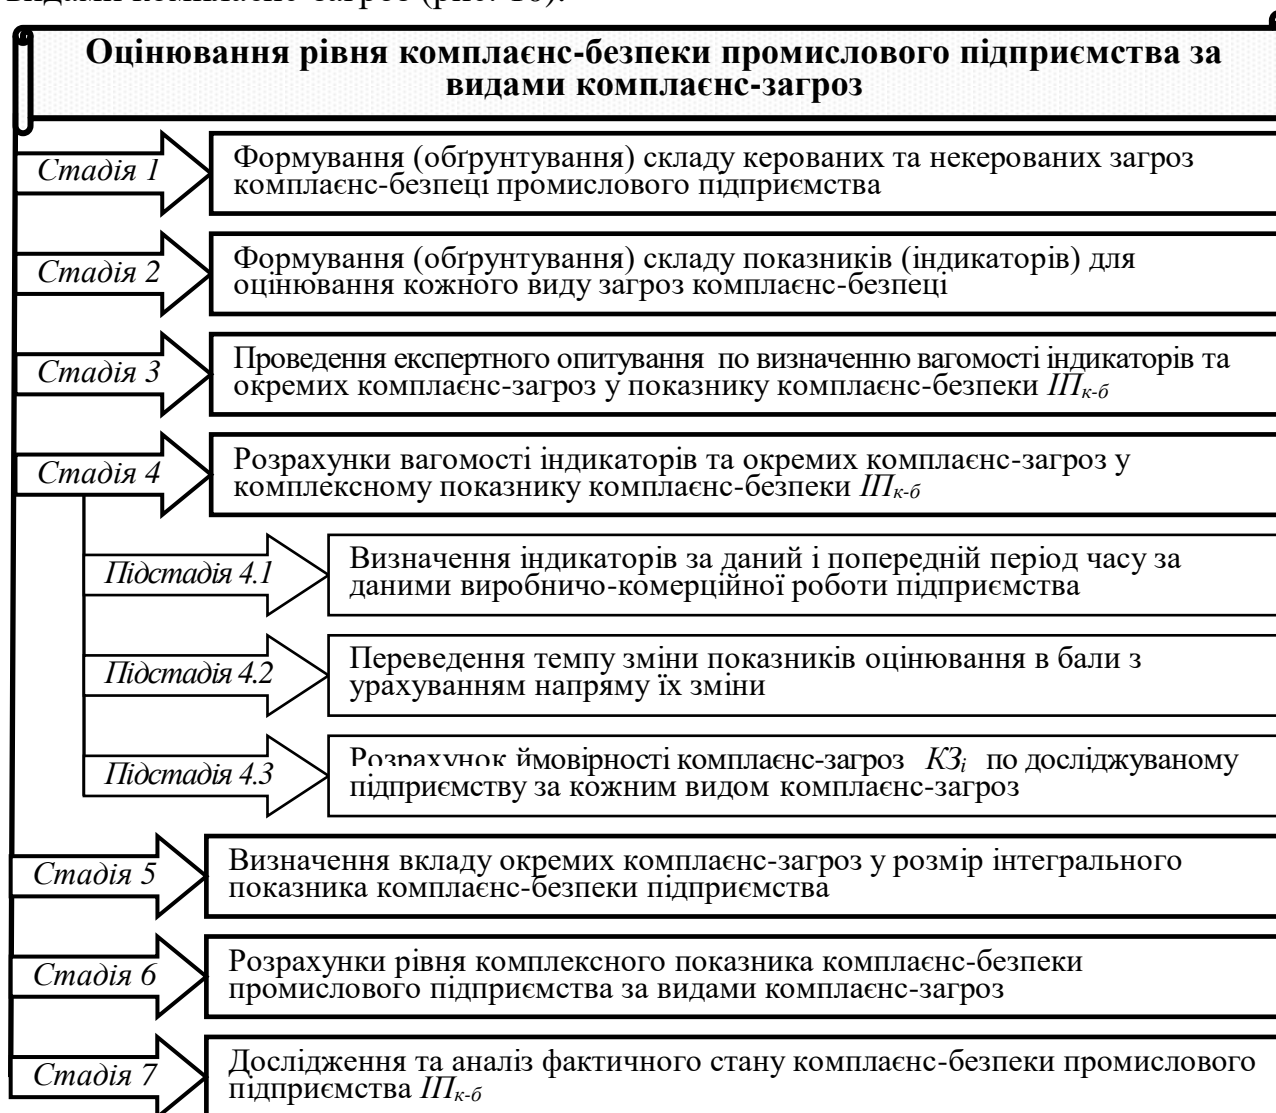 видами комплаєнс-загроз (рис. 16).
Оцінювання рівня комплаєнс-безпеки промислового підприємства за
видами комплаєнс-загроз
Стадія 1
Формування (обґрунтування) складу керованих та некерованих загроз
комплаєнс-безпеці промислового підприємства
Стадія 2
Формування (обґрунтування) складу показників (індикаторів) для
оцінювання кожного виду загроз комплаєнс-безпеці
Стадія 3
Проведення експертного опитування по визначенню вагомості індикаторів та
окремих комплаєнс-загроз у показнику комплаєнс-безпеки ІПк-б
Стадія 4
Розрахунки вагомості індикаторів та окремих комплаєнс-загроз у
комплексному показнику комплаєнс-безпеки ІПк-б
Підстадія 4.1
Визначення індикаторів за даний і попередній період часу за
даними виробничо-комерційної роботи підприємства
Підстадія 4.2
Переведення темпу зміни показників оцінювання в бали з
урахуванням напряму їх зміни
Підстадія 4.3
Розрахунок ймовірності комплаєнс-загроз КЗі по досліджуваному
підприємству за кожним видом комплаєнс-загроз
Стадія 5
Визначення вкладу окремих комплаєнс-загроз у розмір інтегрального
показника комплаєнс-безпеки підприємства
Стадія 6
Розрахунки рівня комплексного показника комплаєнс-безпеки
промислового підприємства за видами комплаєнс-загроз
Стадія 7
Дослідження та аналіз фактичного стану комплаєнс-безпеки промислового
підприємства ІПк-б